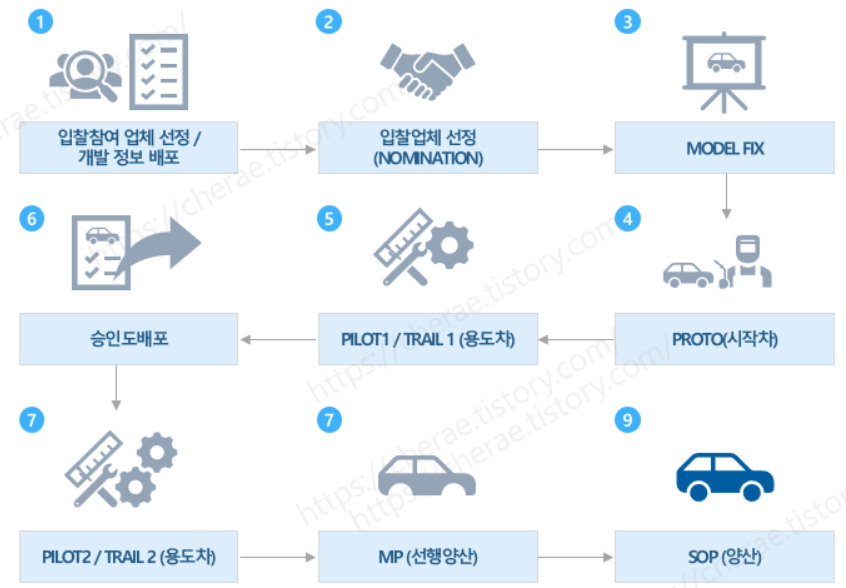 1
2
3
입찰참여 업체 선정 /
개발 정보 배포
입찰업체 선정
(NOMINATION)
MODEL FIX
6
5
4
승인도배포
PILOT1 / TRAIL 1 (용도차)
PROTO(시작차)
7
7
9
PILOT2 / TRAIL 2 (용도차)
MP (선행양산)
SOP (양산)
https://cherae.tistory.com/